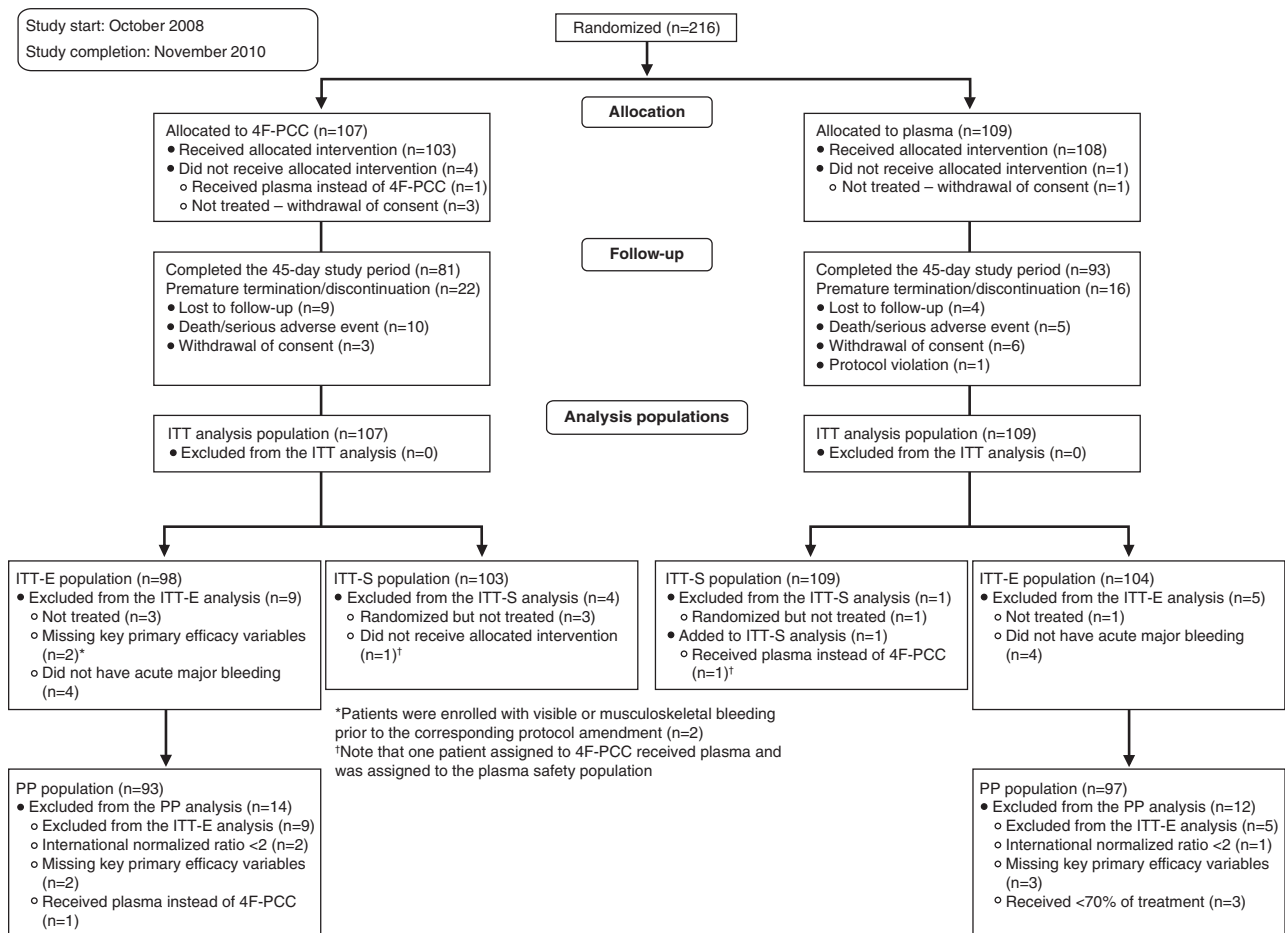 Study start: October 2008
Study completion: November 2010
Randomized (n=216)
Allocation
Allocated to 4F-PCC (n=107)
● Received allocated intervention (n=103)
● Did not receive allocated intervention (n=4)
○ Received plasma instead of 4F-PCC (n=1)
○ Not treated – withdrawal of consent (n=3)
Allocated to plasma (n=109)
● Received allocated intervention (n=108)
● Did not receive allocated intervention (n=1)
○ Not treated – withdrawal of consent (n=1)
Follow-up
Completed the 45-day study period (n=81)
Premature termination/discontinuation (n=22)
● Lost to follow-up (n=9)
● Death/serious adverse event (n=10)
● Withdrawal of consent (n=3)
Completed the 45-day study period (n=93)
Premature termination/discontinuation (n=16)
● Lost to follow-up (n=4)
● Death/serious adverse event (n=5)
● Withdrawal of consent (n=6)
● Protocol violation (n=1)
Analysis populations
ITT analysis population (n=107)
● Excluded from the ITT analysis (n=0)
ITT analysis population (n=109)
● Excluded from the ITT analysis (n=0)
ITT-E population (n=98)
● Excluded from the ITT-E analysis (n=9)
○ Not treated (n=3)
○ Missing key primary efficacy variables
(n=2)*
○ Did not have acute major bleeding
(n=4)
ITT-S population (n=103)
● Excluded from the ITT-S analysis (n=4)
○ Randomized but not treated (n=3)
○ Did not receive allocated intervention
(n=1)†
ITT-S population (n=109)
● Excluded from the ITT-S analysis (n=1)
○ Randomized but not treated (n=1)
● Added to ITT-S analysis (n=1)
○ Received plasma instead of 4F-PCC
(n=1)†
ITT-E population (n=104)
● Excluded from the ITT-E analysis (n=5)
○ Not treated (n=1)
○ Did not have acute major bleeding
(n=4)
*Patients were enrolled with visible or musculoskeletal bleeding
prior to the corresponding protocol amendment (n=2)
†Note that one patient assigned to 4F-PCC received plasma and
was assigned to the plasma safety population
PP population (n=93)
● Excluded from the PP analysis (n=14)
○ Excluded from the ITT-E analysis (n=9)
○ International normalized ratio <2 (n=2)
○ Missing key primary efficacy variables
(n=2)
○ Received plasma instead of 4F-PCC
(n=1)
PP population (n=97)
● Excluded from the PP analysis (n=12)
○ Excluded from the ITT-E analysis (n=5)
○ International normalized ratio <2 (n=1)
○ Missing key primary efficacy variables
(n=3)
○ Received <70% of treatment (n=3)